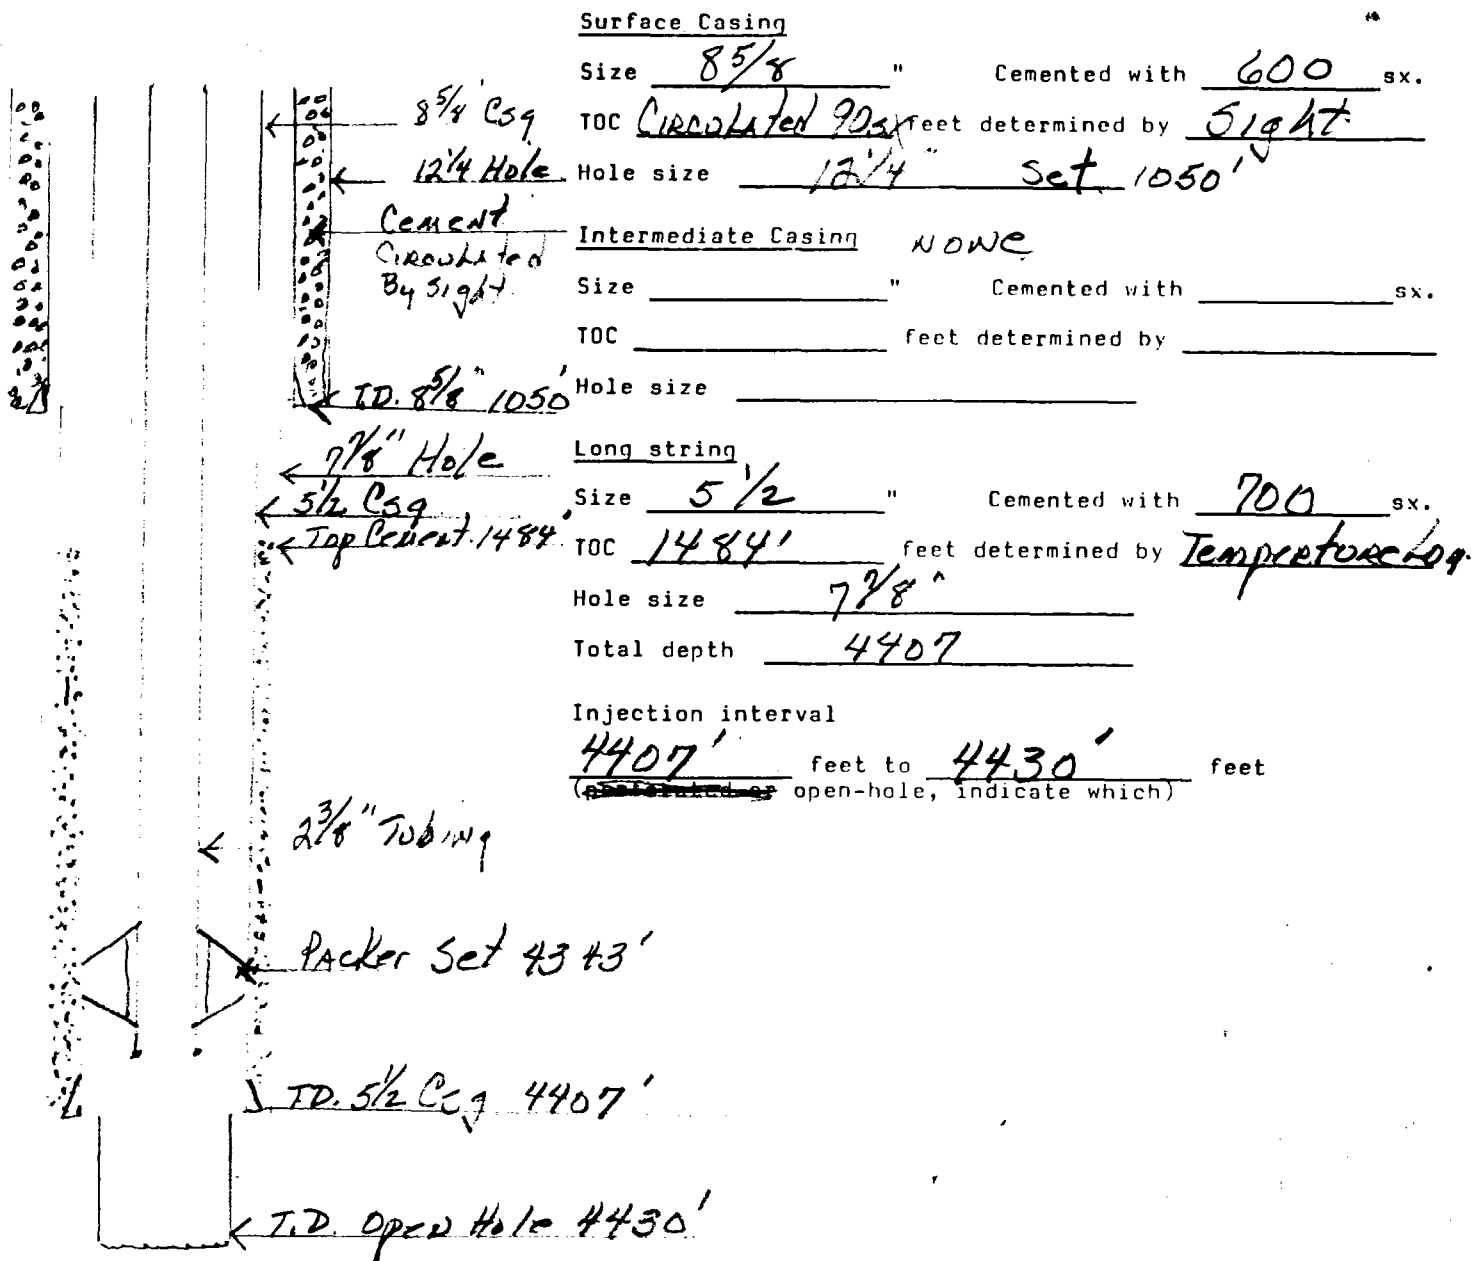 Surface Casing
Size 8 5/8 " Cemented with 600 sx.
TOC CIRCULATED 90sx feet determined by Sight
Hole size 12 1/4" Set 1050'
Intermediate Casing NONE
Size " Cemented with sx.
TOC feet determined by
Hole size
Long string
Size 5 1/2 " Cemented with 700 sx.
TOC 1484' feet determined by
Hole size 7 7/8"
Total depth 4407
Injection interval
4407' feet to 4430' feet
(perforated or open-hole, indicate which)
8 5/8 Csg
12 1/4 Hole
Cement
CIRCULATED
By Sight
T.D. 8 5/8" 1050'
7 7/8" Hole
5 1/2 Csg
Top Cement 1484'
2 3/8" Tubing
PAcker Set 4343'
T.D. 5 1/2 Csg 4407'
T.D. Open Hole 4430'